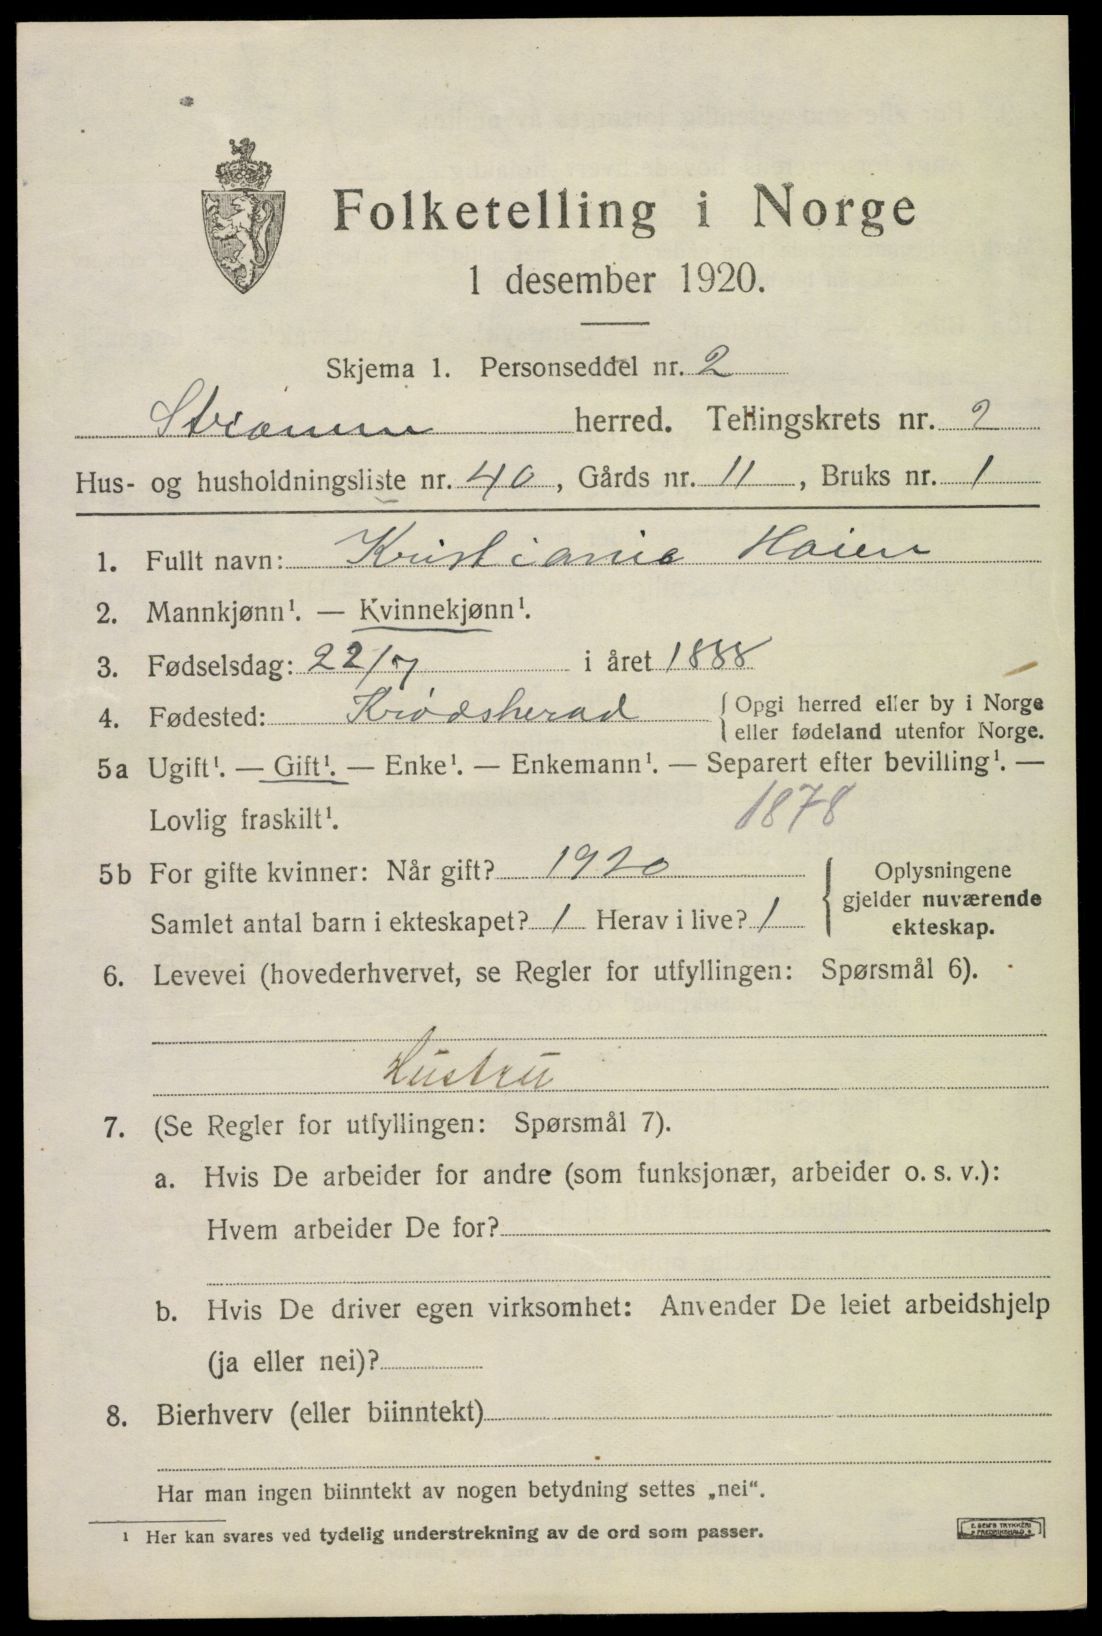 Folketelling i Norge
1 desember 1920.
Skjema 1. Personseddel nr. 2
Strømm herred. Tellingskrets nr. 2
Hus- og husholdningsliste nr. 40, Gårds nr. 11, Bruks nr. 1
1. Fullt navn: Kristiania Haien
2. Mannkjønn¹. — Kvinnekjønn¹.
3. Fødselsdag: 22/7 i året 1888
4. Fødested: Krødsherad { Opgi herred eller by i Norge
eller fødeland utenfor Norge.
5a Ugift¹. — Gift¹. — Enke¹. — Enkemann¹. — Separert efter bevilling¹. —
Lovlig fraskilt¹. 1878
5b For gifte kvinner: Når gift? 1920
Samlet antal barn i ekteskapet? 1 Herav i live? 1
{ Oplysningene
gjelder nuværende
ekteskap.
6. Levevei (hovederhvervet, se Regler for utfyllingen: Spørsmål 6).
Hustru
7. (Se Regler for utfyllingen: Spørsmål 7).
a. Hvis De arbeider for andre (som funksjonær, arbeider o. s. v.):
Hvem arbeider De for?
b. Hvis De driver egen virksomhet: Anvender De leiet arbeidshjelp
(ja eller nei)?
8. Bierhverv (eller biinntekt)
Har man ingen biinntekt av nogen betydning settes „nei“.
¹ Her kan svares ved tydelig understrekning av de ord som passer.